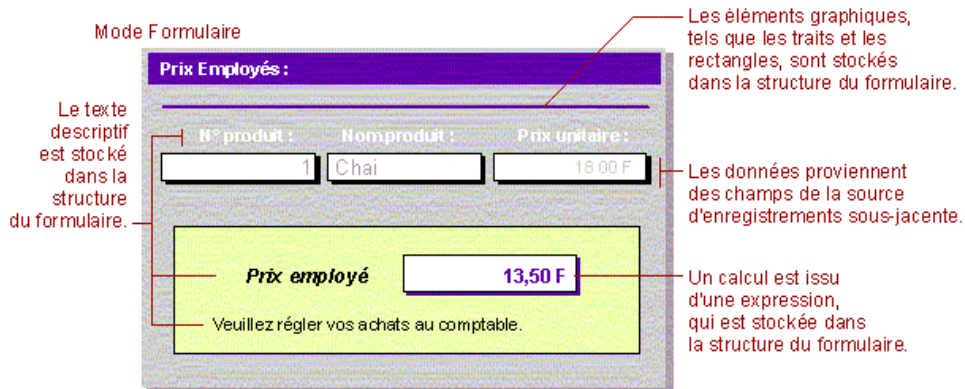 Mode Formulaire
Prix Employés :
N° produit :
Nom produit :
Prix unitaire :
1
Chai
18.00 F
Prix employé
13,50 F
Veuillez régler vos achats au comptable.
Le texte
descriptif
est stocké
dans la
structure
du formulaire.
Les éléments graphiques,
tels que les traits et les
rectangles, sont stockés
dans la structure du formulaire.
Les données proviennent
des champs de la source
d'enregistrements sous-jacente.
Un calcul est issu
d'une expression,
qui est stockée dans
la structure du formulaire.